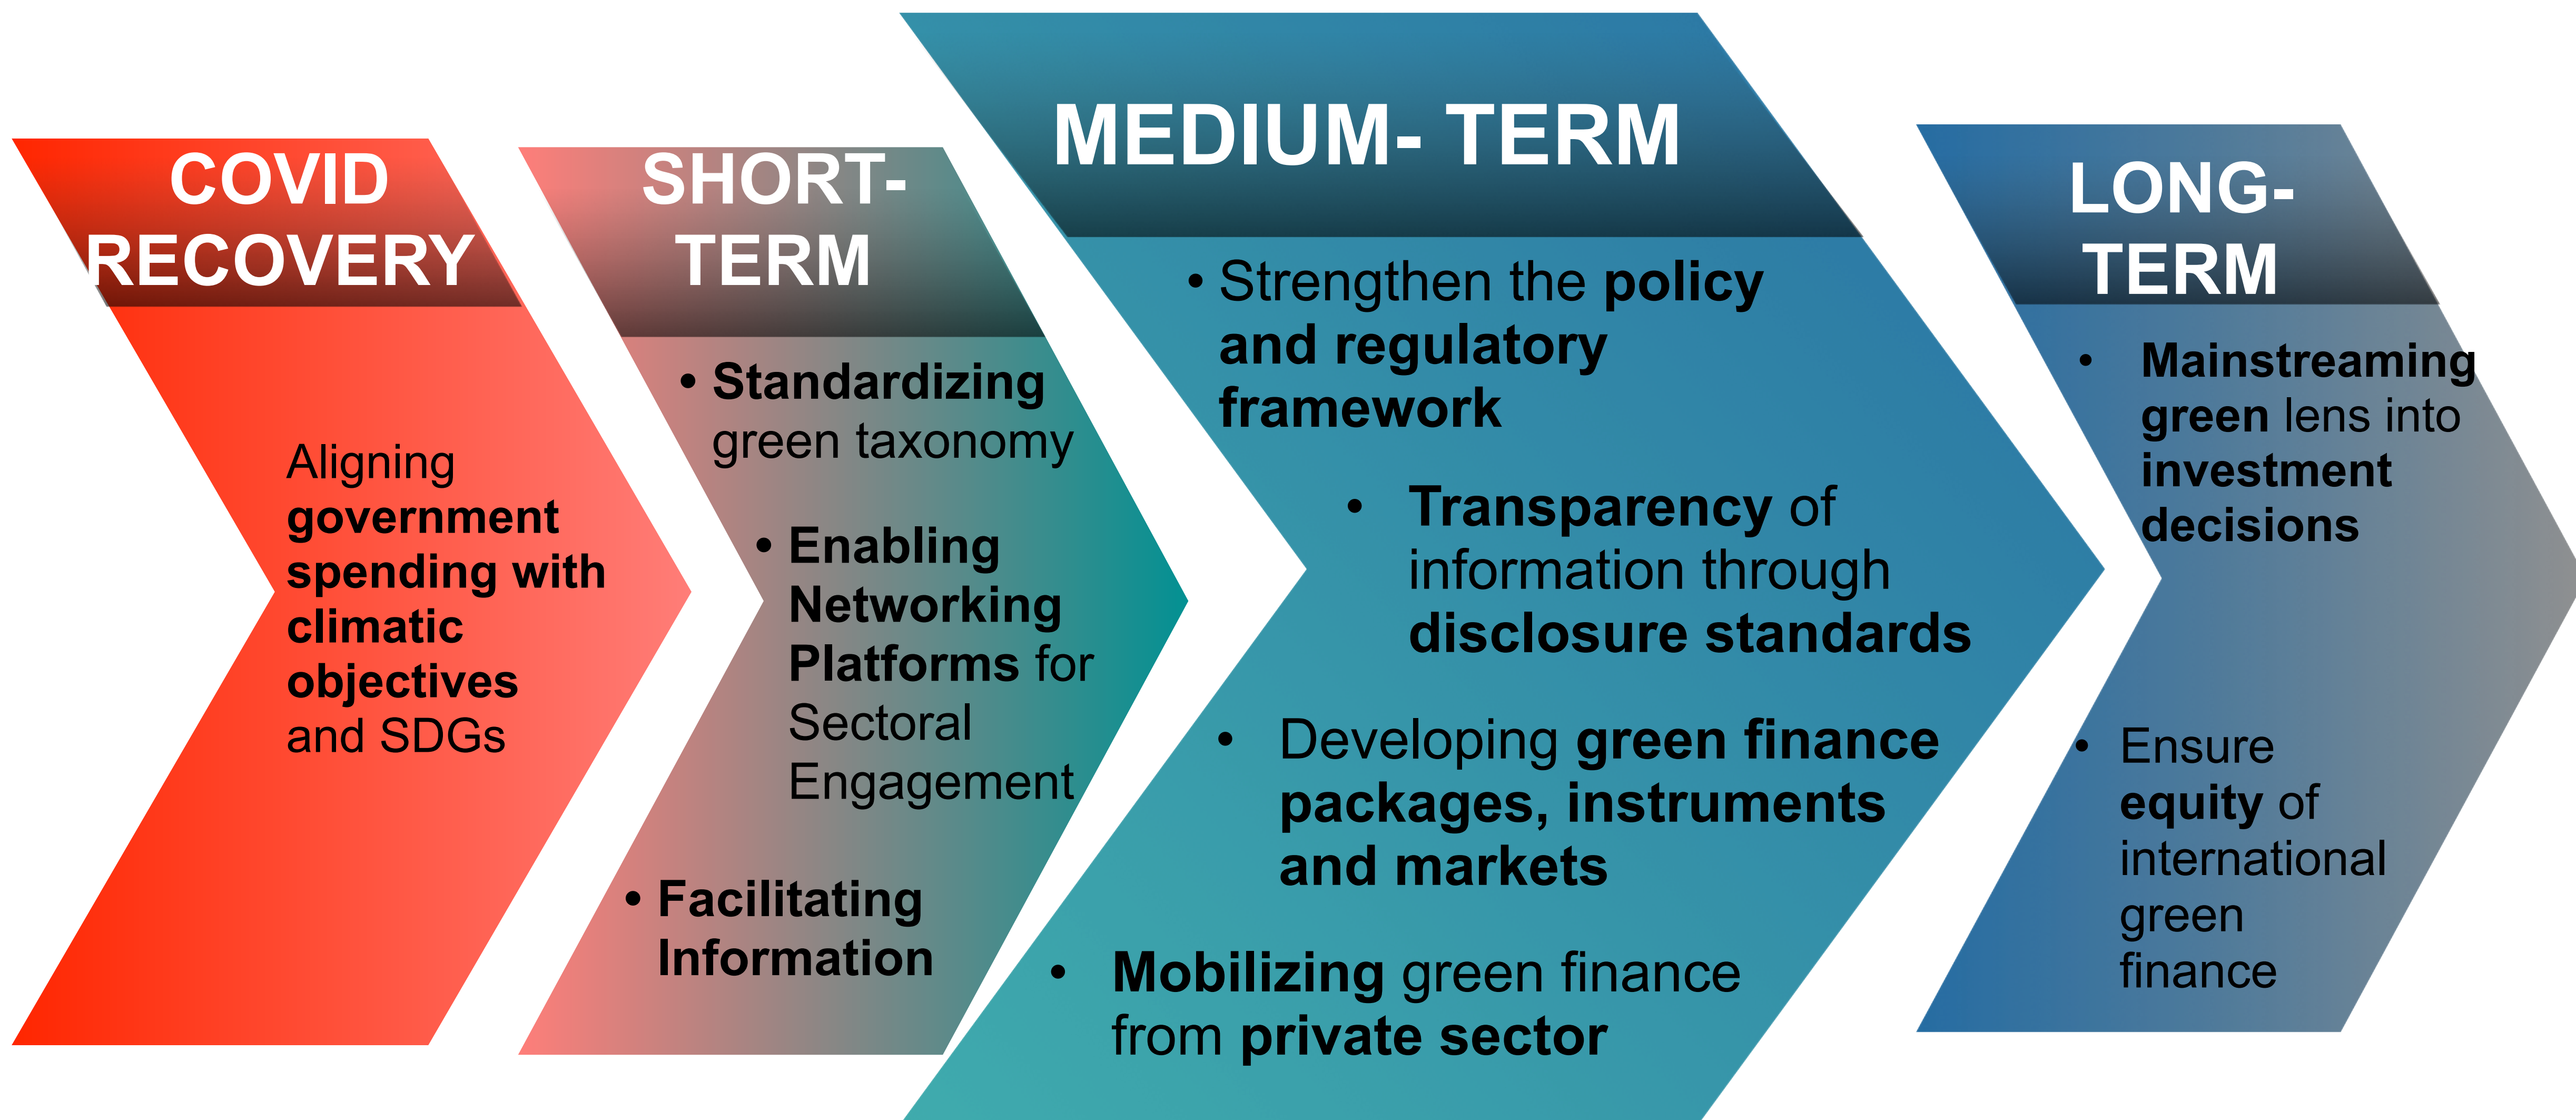 COVID
RECOVERY
Aligning
government
spending with
climatic
objectives
and SDGs
SHORT-
TERM
• Standardizing
green taxonomy
• Enabling
Networking
Platforms for
Sectoral
Engagement
• Facilitating
Information
MEDIUM- TERM
• Strengthen the policy
and regulatory
framework
• Transparency of
information through
disclosure standards
• Developing green finance
packages, instruments
and markets
• Mobilizing green finance
from private sector
LONG-
TERM
• Mainstreaming
green lens into
investment
decisions
• Ensure
equity of
international
green
finance